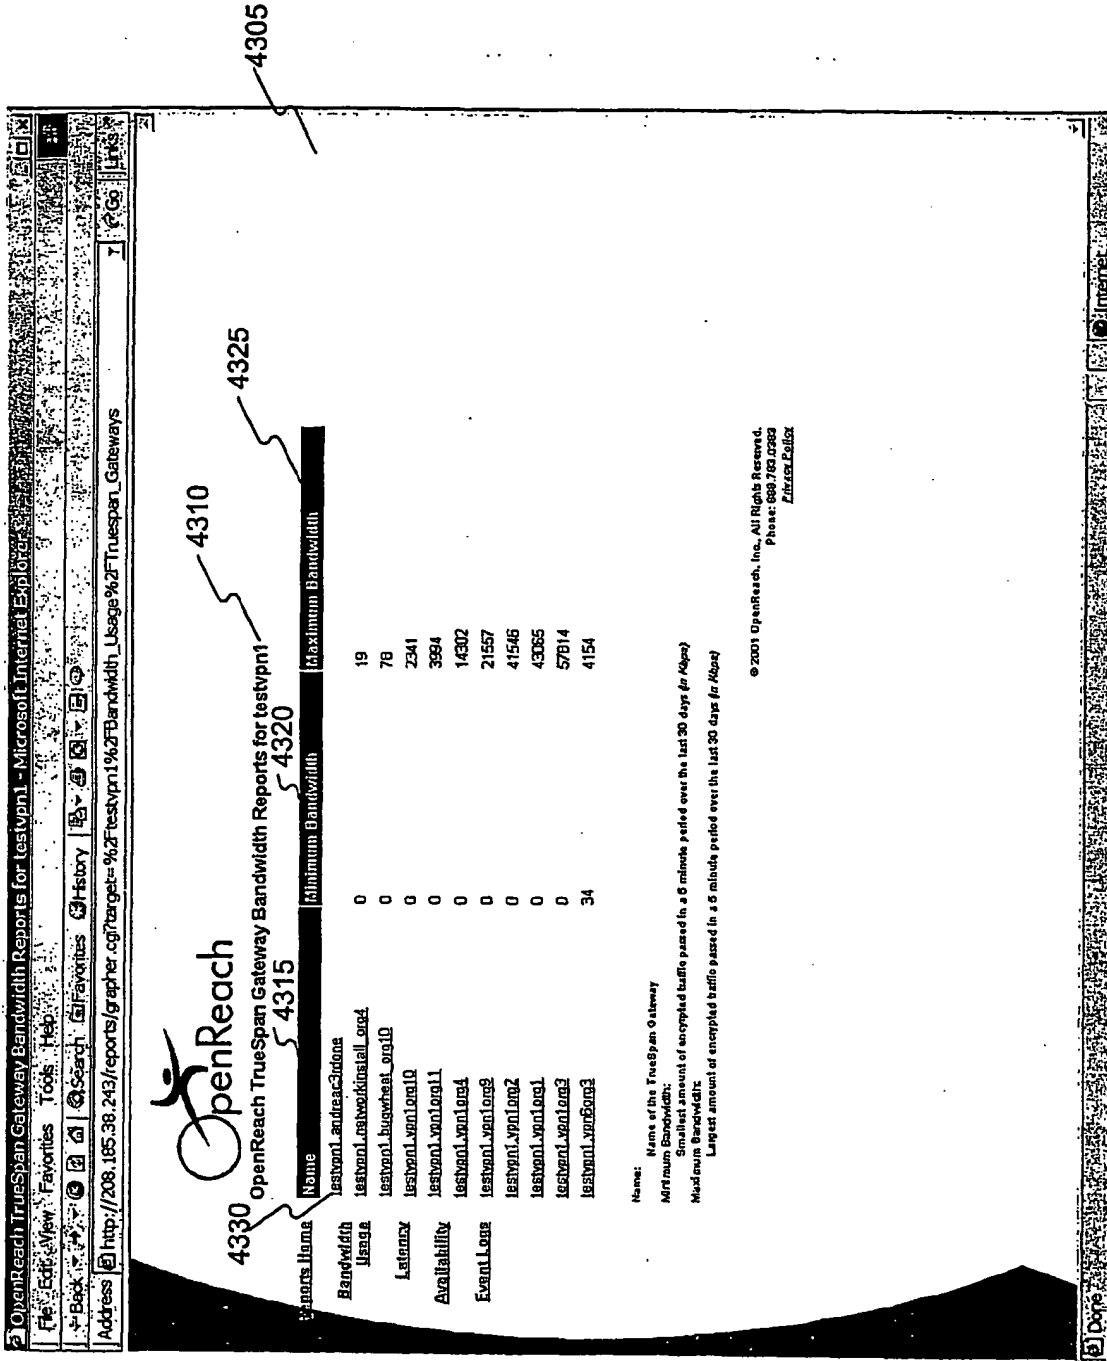 OpenReach TrueSpan Gateway Bandwidth Reports for testvpn1 - Microsoft Internet Explorer
File Edit View Favorites Tools Help
Back Search Favorites History
Address http://208.185.38.243/reports/grapher.cgi?target=%2Ftestvpn1%2FBandwidth_Usage%2FTruespan_Gateways Go Links
4305
OpenReach
4310
4325
OpenReach TrueSpan Gateway Bandwidth Reports for testvpn1
4330 4315 4320
Reports Home Name Minimum Bandwidth Maximum Bandwidth
Bandwidth testvpn1.andreac3rdone
Usage testvpn1.networkinstall_org4 0 19
testvpn1.bugwheat_org10 0 78
Latency testvpn1.vpn1org10 0 2341
Availability testvpn1.vpn1org11 0 3994
testvpn1.vpn1org4 0 14302
Event Logs testvpn1.vpn1org9 0 21557
testvpn1.vpn1org2 0 41546
testvpn1.vpn1org1 0 43065
testvpn1.vpn1org3 0 57814
testvpn1.vpn6org3 34 4154
Name:
Name of the TrueSpan Gateway
Minimum Bandwidth:
Smallest amount of encrypted traffic passed in a 5 minute period over the last 30 days (in Kbps)
Maximum Bandwidth:
Largest amount of encrypted traffic passed in a 5 minute period over the last 30 days (in Kbps)
© 2001 OpenReach, Inc., All Rights Reserved.
Phone: 888.783.0383
Privacy Policy
Done Internet